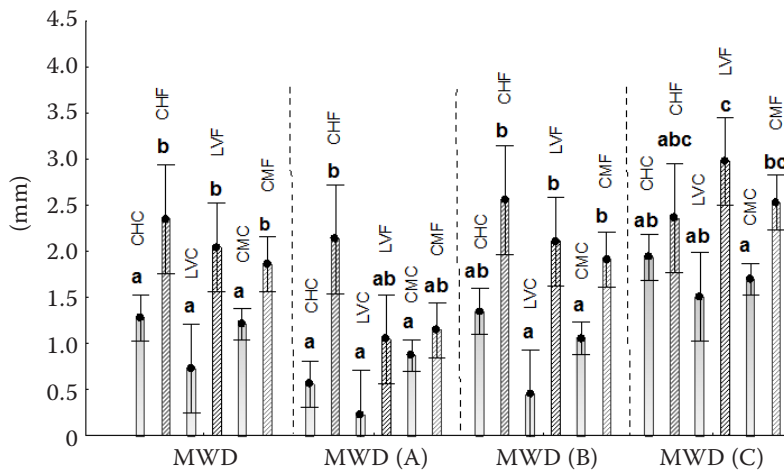 4.5
4.0
3.5
3.0
2.5
2.0
1.5
1.0
0.5
0
(mm)
CHC
a
CHF
b
LVC
a
LVF
b
CMC
a
CMF
b
CHC
a
CHF
b
LVC
a
LVF
ab
CMC
a
CMF
ab
CHC
ab
CHF
b
LVC
a
LVF
b
CMC
a
CMF
b
CHC
ab
CHF
abc
LVC
ab
LVF
c
CMC
a
CMF
bc
MWD
MWD (A)
MWD (B)
MWD (C)